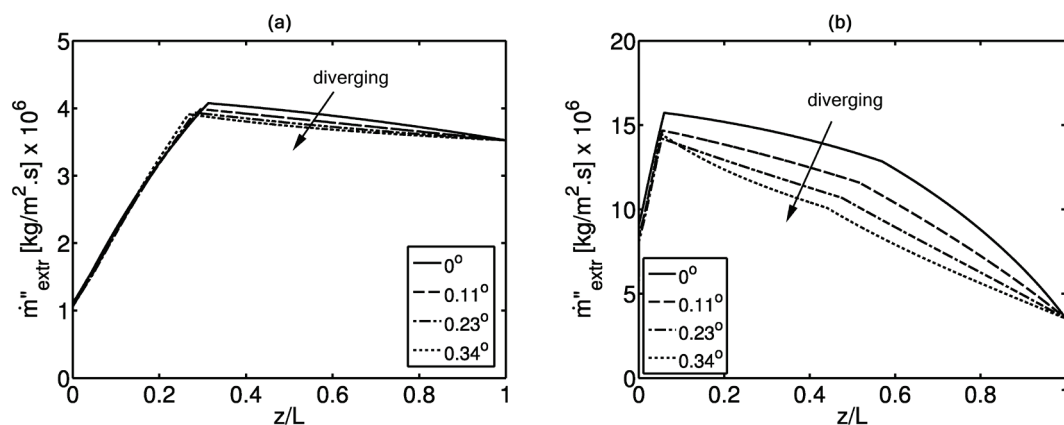 (a)
5
4
3
2
1
0
ṁ"extr [kg/m².s] x 10⁶
diverging
0°
0.11°
0.23°
0.34°
0 0.2 0.4 0.6 0.8 1
z/L
(b)
20
15
10
5
0
ṁ"extr [kg/m².s] x 10⁶
diverging
0°
0.11°
0.23°
0.34°
0 0.2 0.4 0.6 0.8 1
z/L